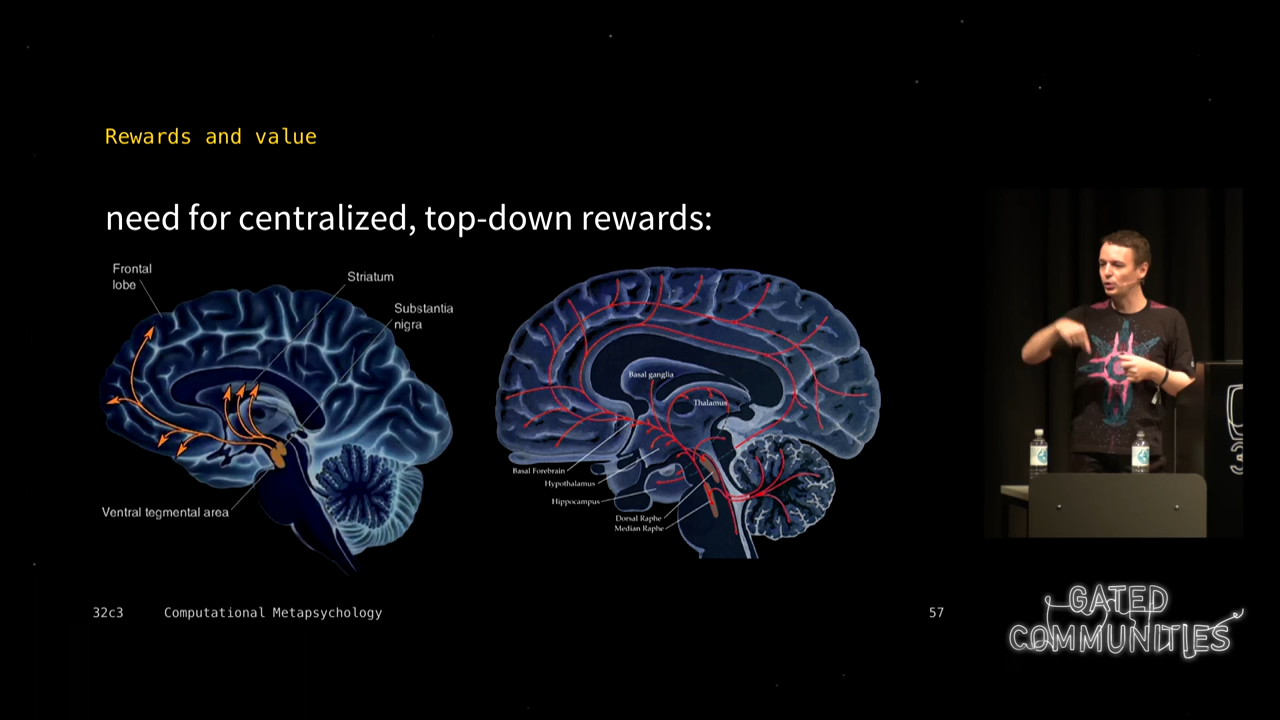 Rewards and value
need for centralized, top-down rewards:
Frontal
lobe
Striatum
Substantia
nigra
Ventral tegmental area
Basal ganglia
Thalamus
Basal Forebrain
Hypothalamus
Hippocampus
Dorsal Raphe
Median Raphe
32c3 Computational Metapsychology 57
GATED
COMMUNITIES